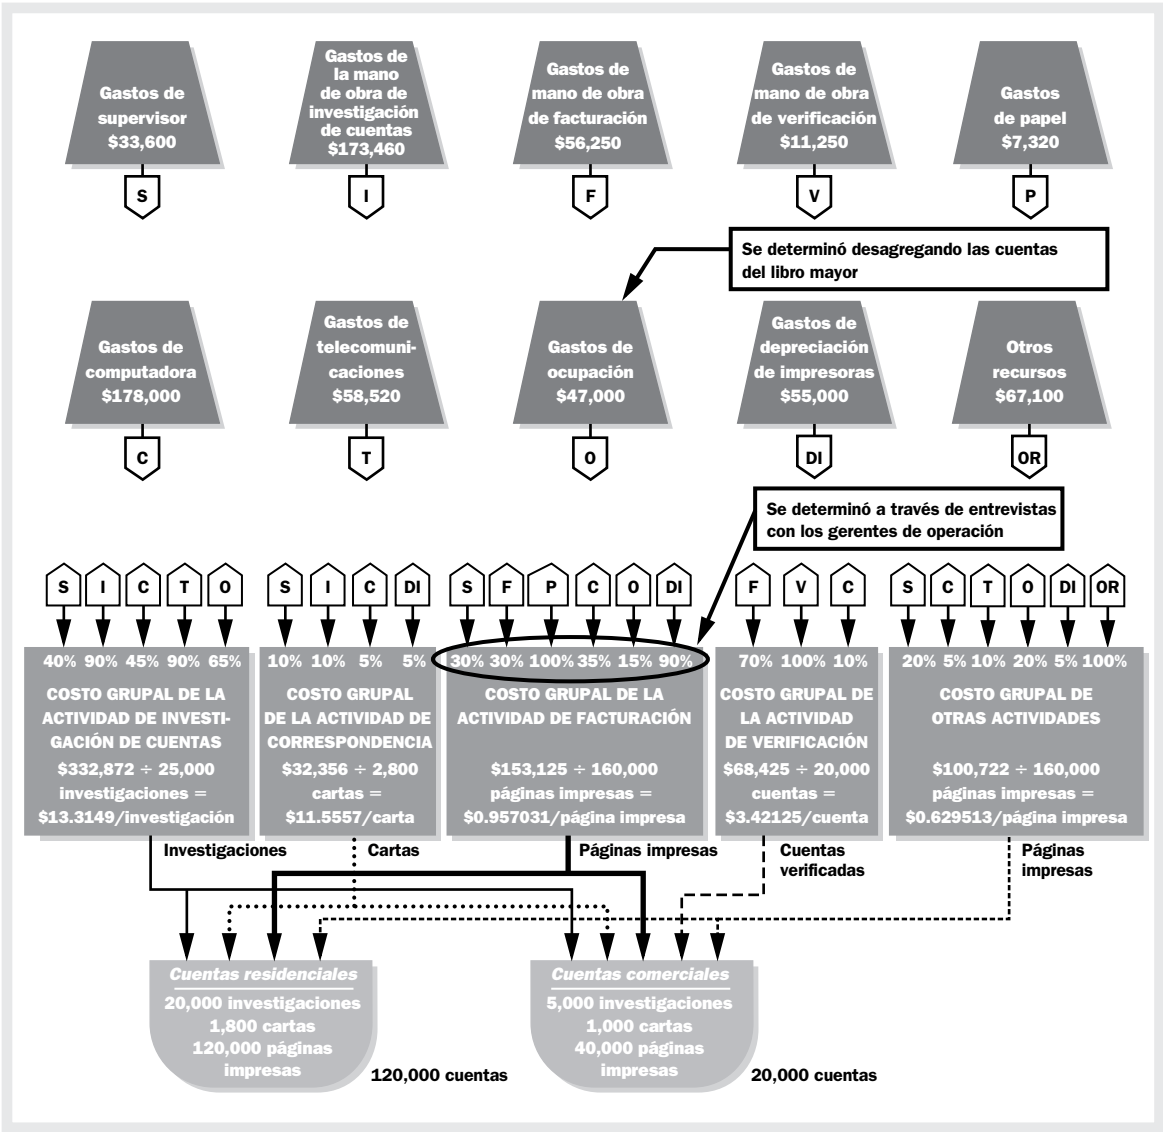 Gastos de
supervisor
$33,600
S
Gastos de
la mano
de obra de
investigación
de cuentas
$173,460
I
Gastos de
mano de obra
de facturación
$56,250
F
Gastos de
mano de obra
de verificación
$11,250
V
Gastos
de papel
$7,320
P
Se determinó desagregando las cuentas
del libro mayor
Gastos de
computadora
$178,000
C
Gastos de
telecomuni-
caciones
$58,520
T
Gastos de
ocupación
$47,000
O
Gastos de
depreciación
de impresoras
$55,000
DI
Otros
recursos
$67,100
OR
Se determinó a través de entrevistas
con los gerentes de operación
S I C T O
40% 90% 45% 90% 65%
COSTO GRUPAL DE LA
ACTIVIDAD DE INVESTI-
GACIÓN DE CUENTAS
$332,872 ÷ 25,000
investigaciones =
$13.3149/investigación
S I C DI
10% 10% 5% 5%
COSTO GRUPAL
DE LA ACTIVIDAD DE
CORRESPONDENCIA
$32,356 ÷ 2,800
cartas =
$11.5557/carta
S F P C O DI
30% 30% 100% 35% 15% 90%
COSTO GRUPAL DE LA
ACTIVIDAD DE FACTURACIÓN
$153,125 ÷ 160,000
páginas impresas =
$0.957031/página impresa
F V C
70% 100% 10%
COSTO GRUPAL DE
LA ACTIVIDAD
DE VERIFICACIÓN
$68,425 ÷ 20,000
cuentas =
$3.42125/cuenta
S C T O DI OR
20% 5% 10% 20% 5% 100%
COSTO GRUPAL DE
OTRAS ACTIVIDADES
$100,722 ÷ 160,000
páginas impresas =
$0.629513/página impresa
Investigaciones
Cartas
Páginas impresas
Cuentas
verificadas
Páginas
impresas
Cuentas residenciales
20,000 investigaciones
1,800 cartas
120,000 páginas
impresas
120,000 cuentas
Cuentas comerciales
5,000 investigaciones
1,000 cartas
40,000 páginas
impresas
20,000 cuentas